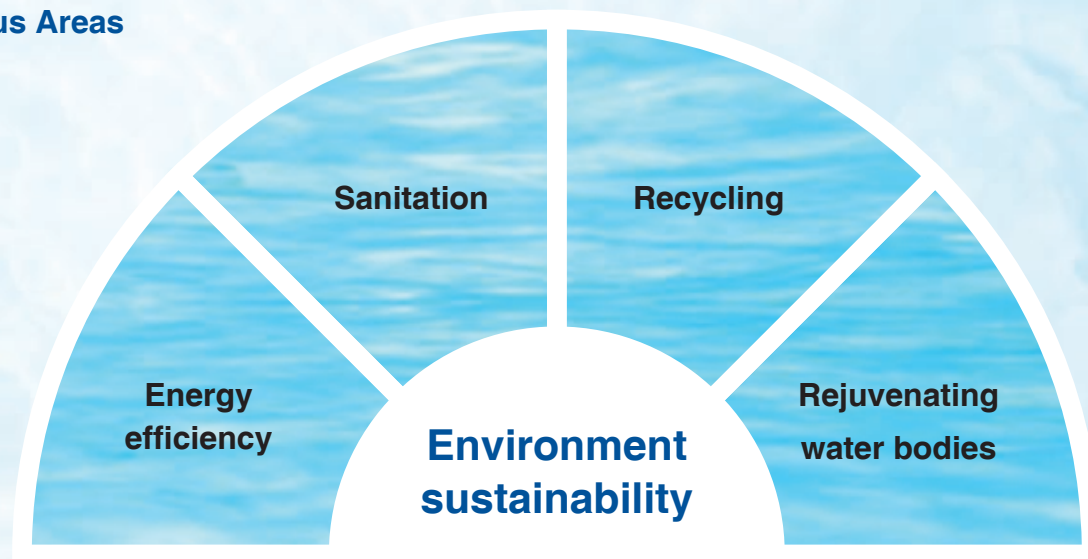 us Areas
Sanitation
Recycling
Energy
efficiency
Rejuvenating
water bodies
Environment
sustainability